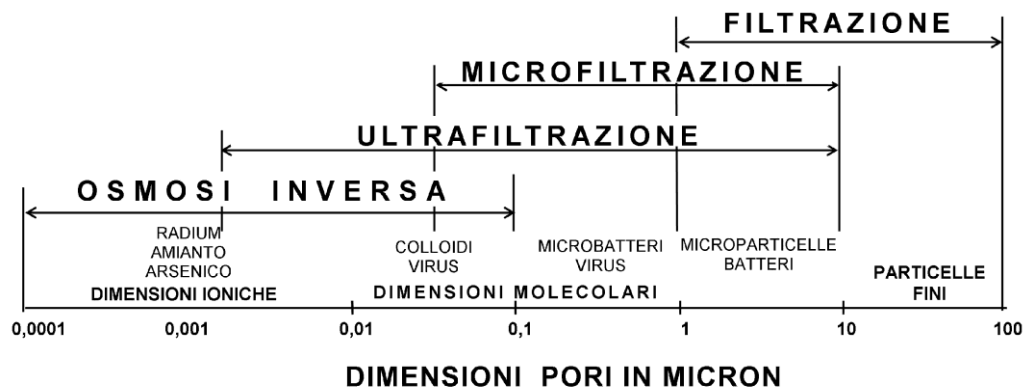 FILTRAZIONE
MICROFILTRAZIONE
ULTRAFILTRAZIONE
OSMOSI INVERSA
RADIUM
AMIANTO
ARSENICO
DIMENSIONI IONICHE
COLLOIDI
VIRUS
MICROBATTERI
VIRUS
DIMENSIONI MOLECOLARI
MICROPARTICELLE
BATTERI
PARTICELLE
FINI
0,0001 0,001 0,01 0,1 1 10 100
DIMENSIONI PORI IN MICRON